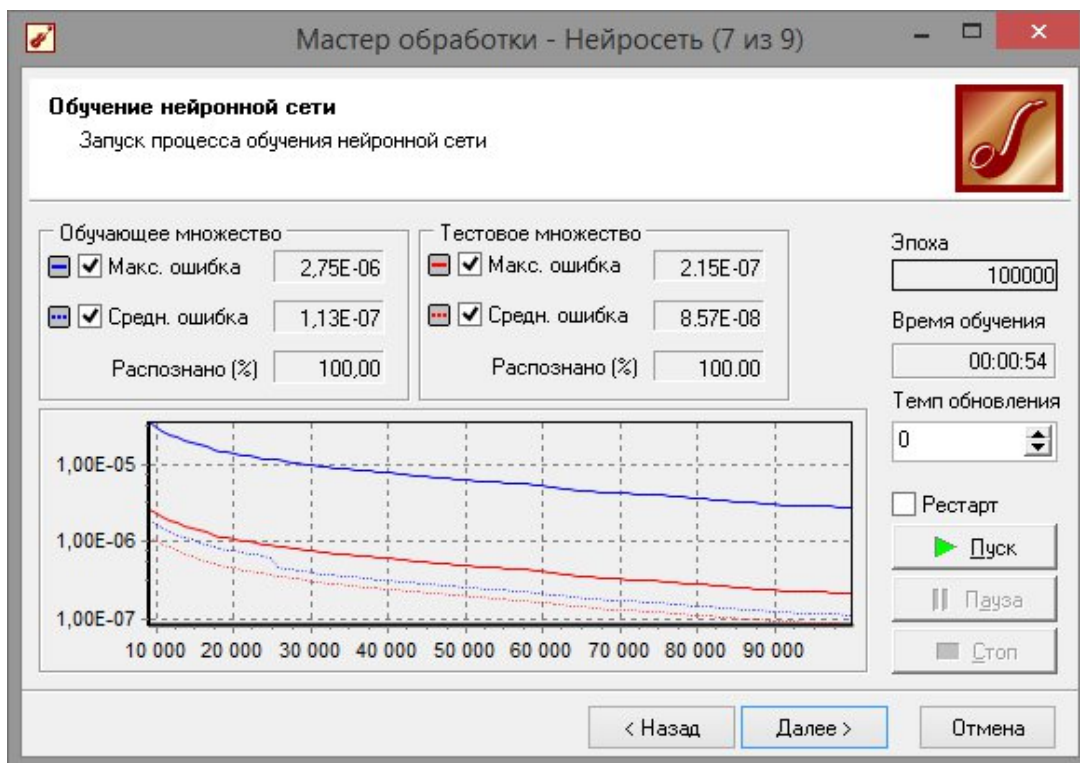 Мастер обработки - Нейросеть (7 из 9)
Обучение нейронной сети
Запуск процесса обучения нейронной сети
Обучающее множество
Макс. ошибка 2,75E-06
Средн. ошибка 1,13E-07
Распознано (%) 100,00
Тестовое множество
Макс. ошибка 2.15E-07
Средн. ошибка 8.57E-08
Распознано (%) 100.00
Эпоха
100000
Время обучения
00:00:54
Темп обновления
0
Рестарт
Пуск
Пауза
Стоп
1,00E-05
1,00E-06
1,00E-07
10 000 20 000 30 000 40 000 50 000 60 000 70 000 80 000 90 000
< Назад Далее > Отмена